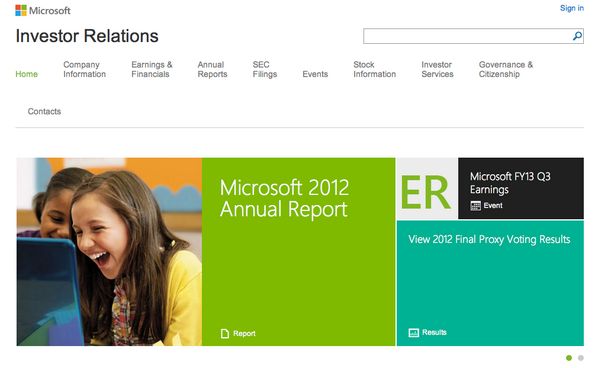 Microsoft
Sign in
Investor Relations
Home
Company
Information
Earnings &
Financials
Annual
Reports
SEC
Filings
Events
Stock
Information
Investor
Services
Governance &
Citizenship
Contacts
Microsoft 2012
Annual Report
Report
ER
Microsoft FY13 Q3
Earnings
Event
View 2012 Final Proxy Voting Results
Results